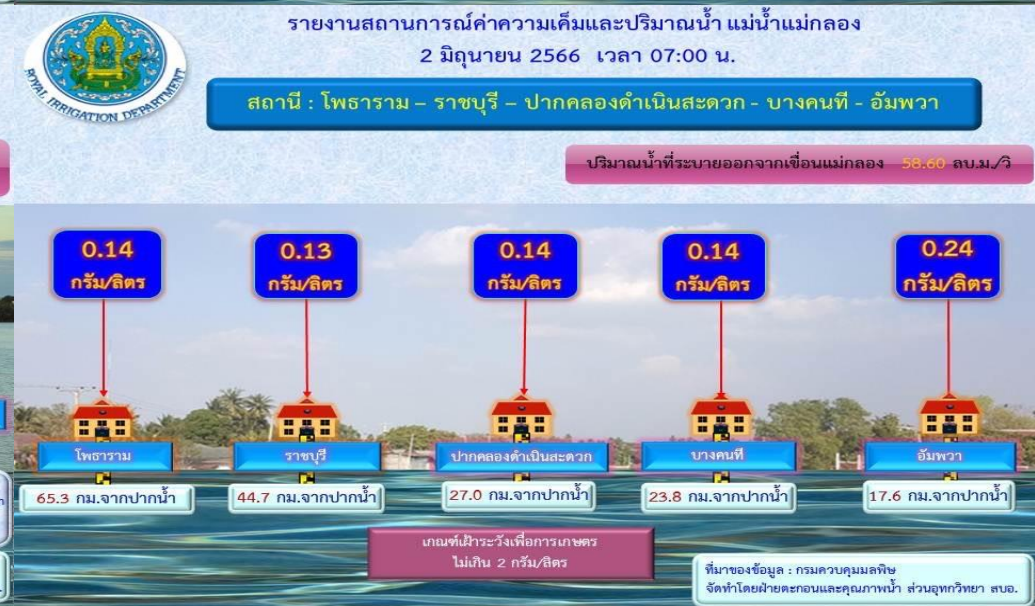 รายงานสถานการณ์ค่าความเค็มและปริมาณน้ำ แม่น้ำแม่กลอง
2 มิถุนายน 2566 เวลา 07:00 น.
ROYAL IRRIGATION DEPARTMENT
สถานี : โพธาราม – ราชบุรี – ปากคลองดำเนินสะดวก - บางคนที - อัมพวา
ปริมาณน้ำที่ระบายออกจากเขื่อนแม่กลอง 58.60 ลบ.ม./วิ
0.14 0.13 0.14 0.14 0.24
กรัม/ลิตร กรัม/ลิตร กรัม/ลิตร กรัม/ลิตร กรัม/ลิตร
โพธาราม ราชบุรี ปากคลองดำเนินสะดวก บางคนที อัมพวา
65.3 กม.จากปากน้ำ 44.7 กม.จากปากน้ำ 27.0 กม.จากปากน้ำ 23.8 กม.จากปากน้ำ 17.6 กม.จากปากน้ำ
เกณฑ์เฝ้าระวังเพื่อการเกษตร
ไม่เกิน 2 กรัม/ลิตร
ที่มาของข้อมูล : กรมควบคุมมลพิษ
จัดทำโดยฝ่ายตะกอนและคุณภาพน้ำ ส่วนอุทกวิทยา สบอ.